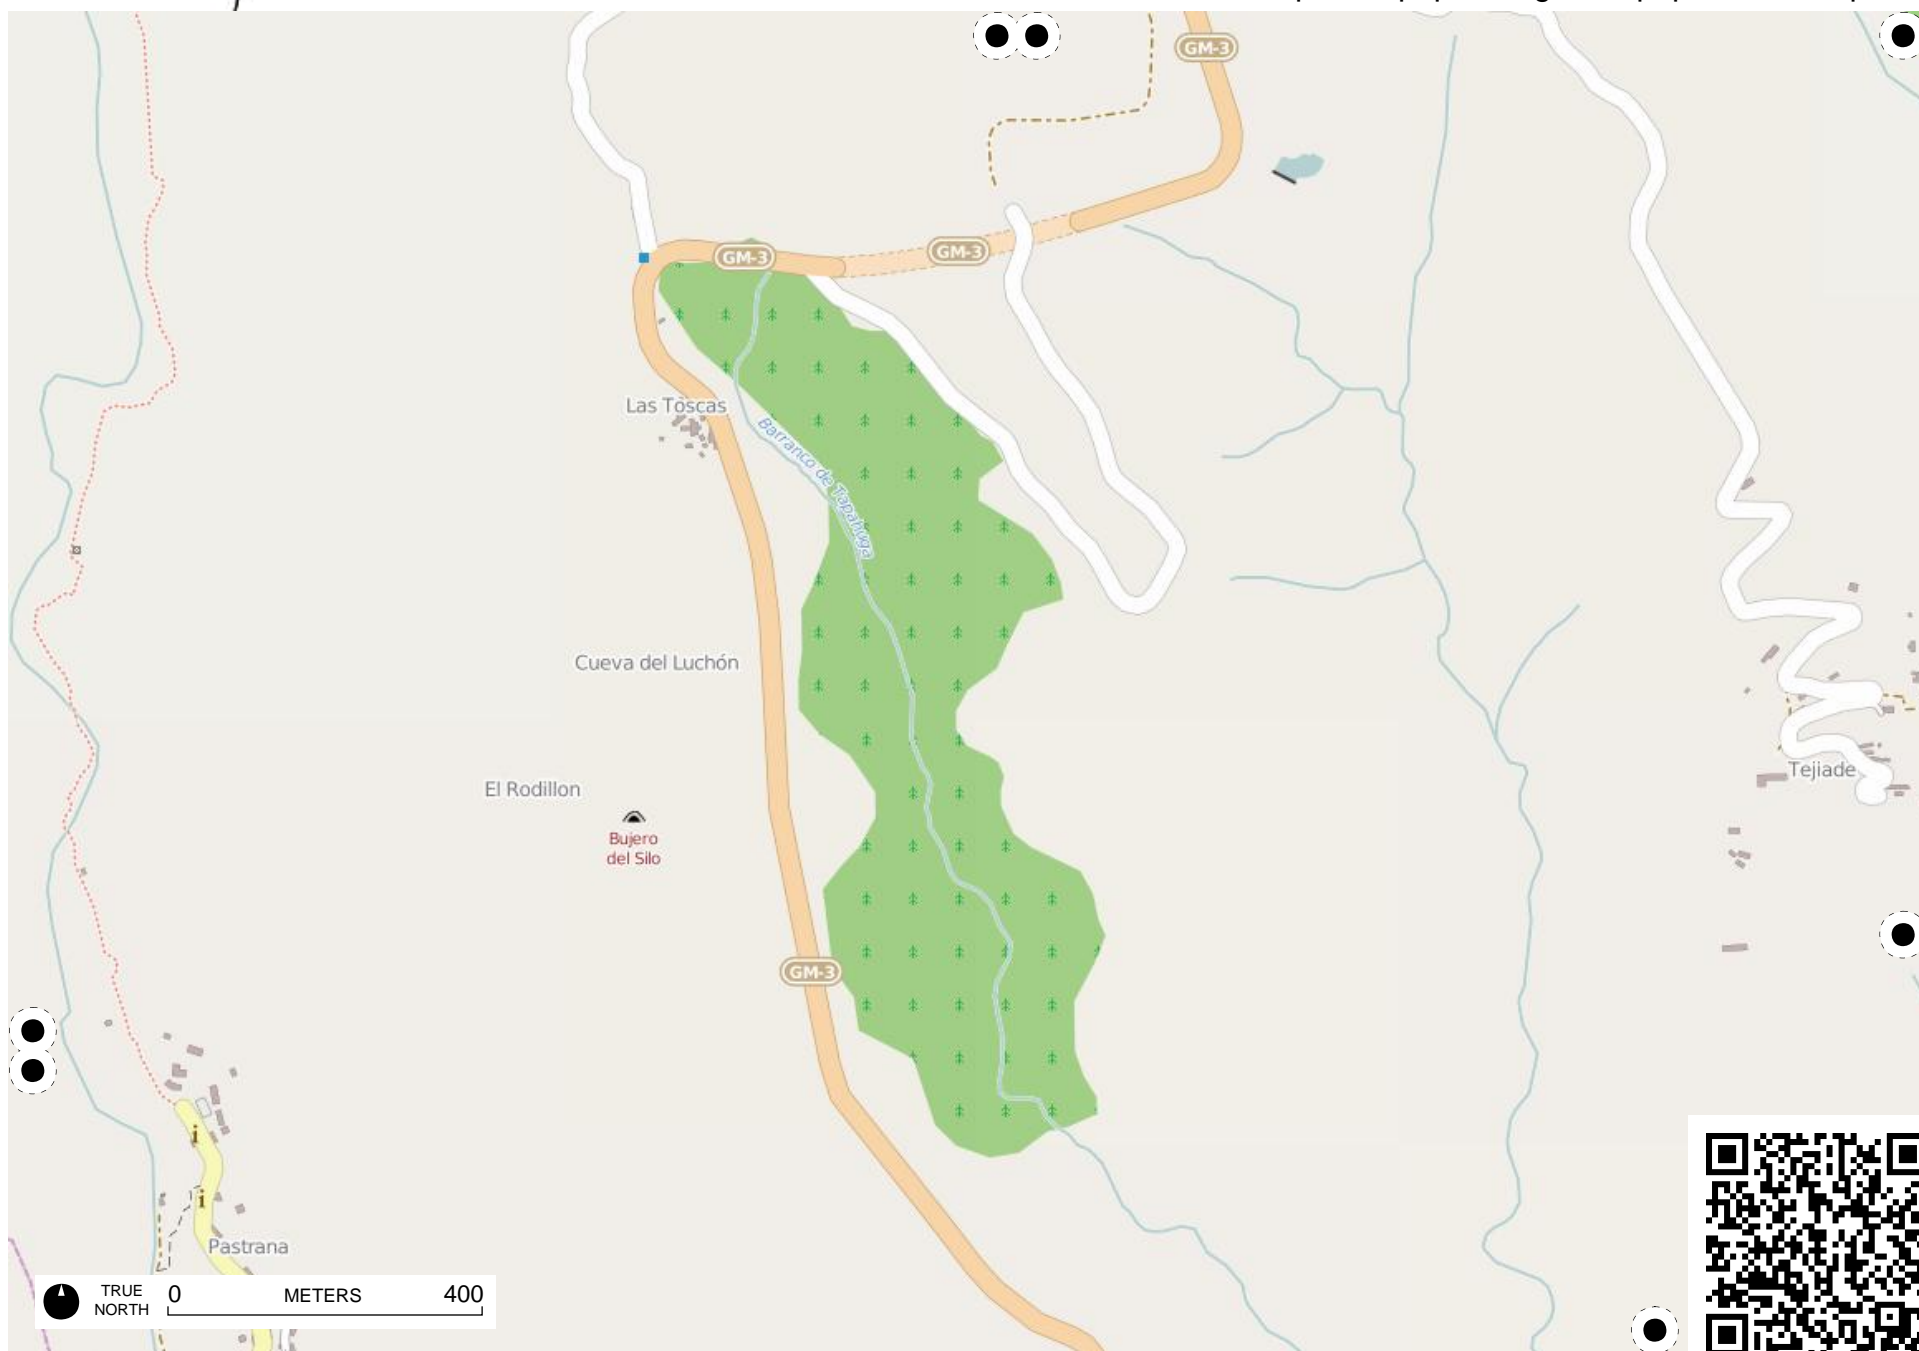 GM-3
GM-3
GM-3
Las Toscas
Barranco de Tapahuga
Cueva del Luchón
El Rodillon
Bujero
del Silo
Tejiade
GM-3
i
i
Pastrana
TRUE
NORTH
0 METERS 400